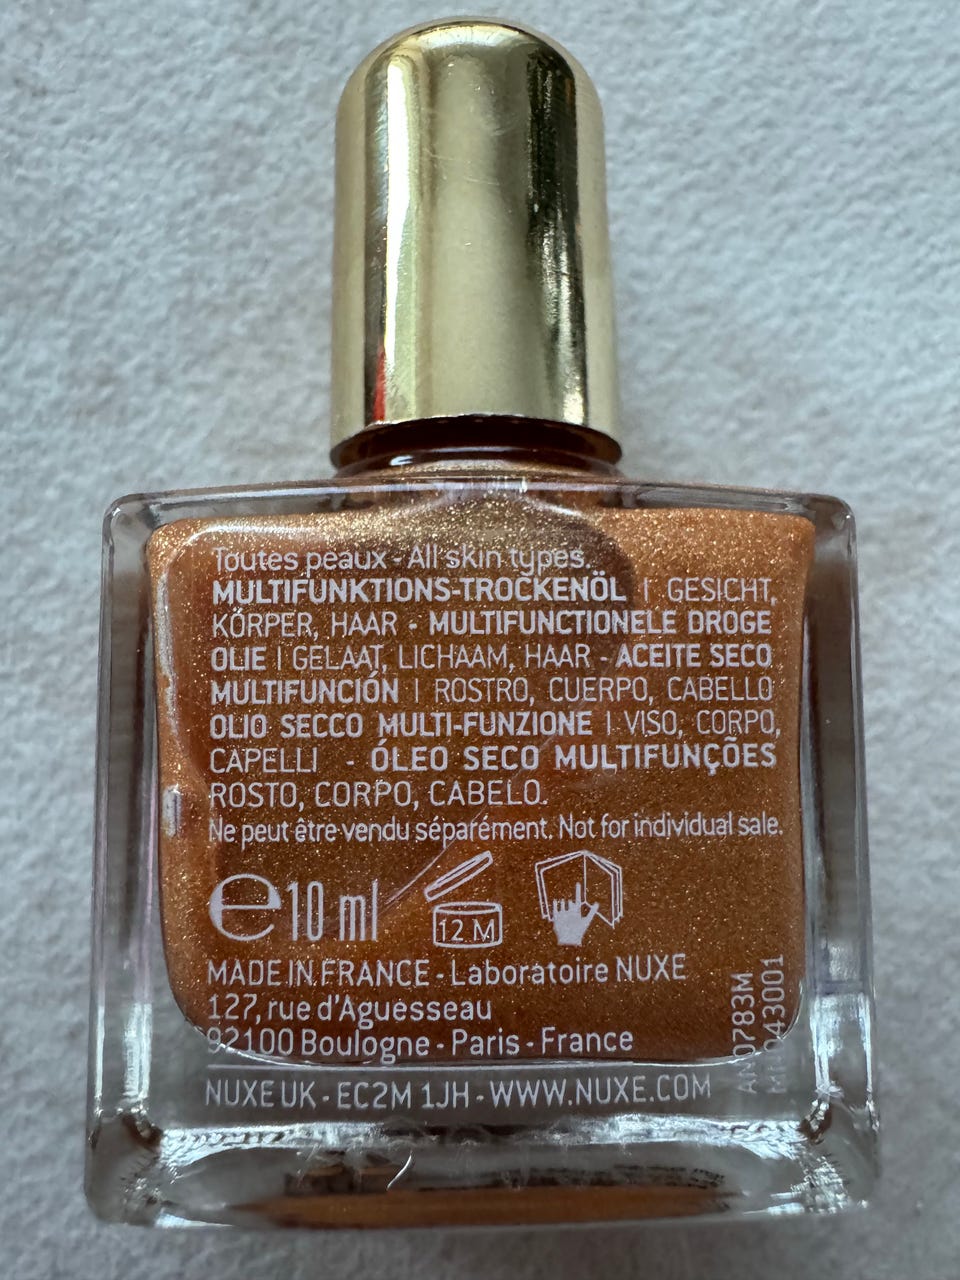 Toutes peaux - All skin types.
MULTIFUNKTIONS-TROCKENÖL | GESICHT,
KÖRPER, HAAR - MULTIFUNCTIONELE DROGE
OLIE | GELAAT, LICHAAM, HAAR - ACEITE SECO
MULTIFUNCIÓN | ROSTRO, CUERPO, CABELLO
OLIO SECCO MULTI-FUNZIONE | VISO, CORPO,
CAPELLI - ÓLEO SECO MULTIFUNÇÕES
ROSTO, CORPO, CABELO.
Ne peut être vendu séparément. Not for individual sale.
e 10 ml
12 M
MADE IN FRANCE - Laboratoire NUXE
127, rue d'Aguesseau
92100 Boulogne - Paris - France
NUXE UK - EC2M 1JH - WWW.NUXE.COM